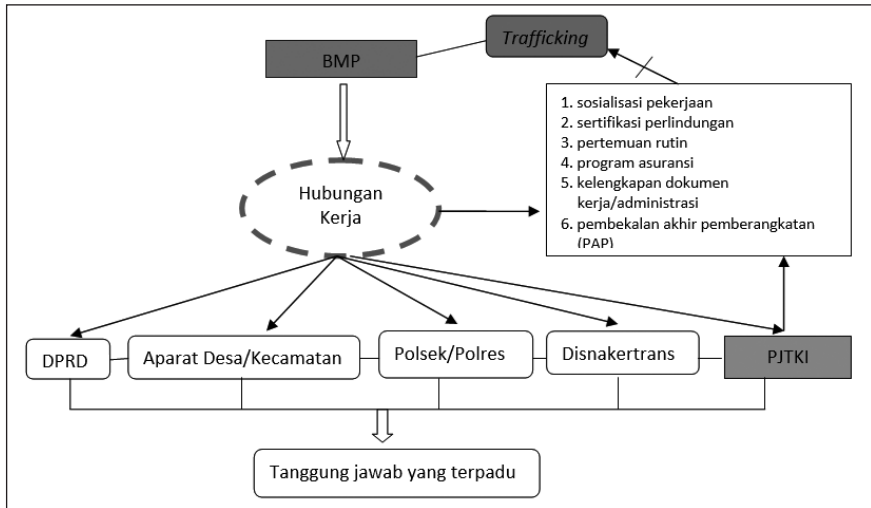 Trafficking
BMP
1. sosialisasi pekerjaan
2. sertifikasi perlindungan
3. pertemuan rutin
4. program asuransi
5. kelengkapan dokumen
kerja/administrasi
6. pembekalan akhir pemberangkatan
(PAP)
Hubungan
Kerja
DPRD
Aparat Desa/Kecamatan
Polsek/Polres
Disnakertrans
PJTKI
Tanggung jawab yang terpadu